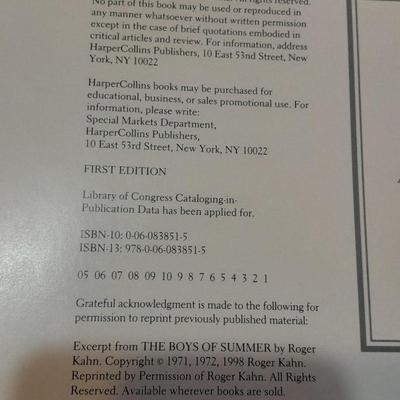 rights reserved.
No part of this book may be used or reproduced in
any manner whatsoever without written permission
except in the case of brief quotations embodied in
critical articles and review. For information, address
HarperCollins Publishers, 10 East 53rd Street, New
York, NY 10022
HarperCollins books may be purchased for
educational, business, or sales promotional use. For
information, please write:
Special Markets Department,
HarperCollins Publishers,
10 East 53rd Street, New York, NY 10022
FIRST EDITION
Library of Congress Cataloging-in-
Publication Data has been applied for.
ISBN-10: 0-06-083851-5
ISBN-13: 978-0-06-083851-5
05 06 07 08 09 10 9 8 7 6 5 4 3 2 1
Grateful acknowledgment is made to the following for
permission to reprint previously published material:
Excerpt from THE BOYS OF SUMMER by Roger
Kahn. Copyright © 1971, 1972, 1998 Roger Kahn.
Reprinted by Permission of Roger Kahn. All Rights
Reserved. Available wherever books are sold.